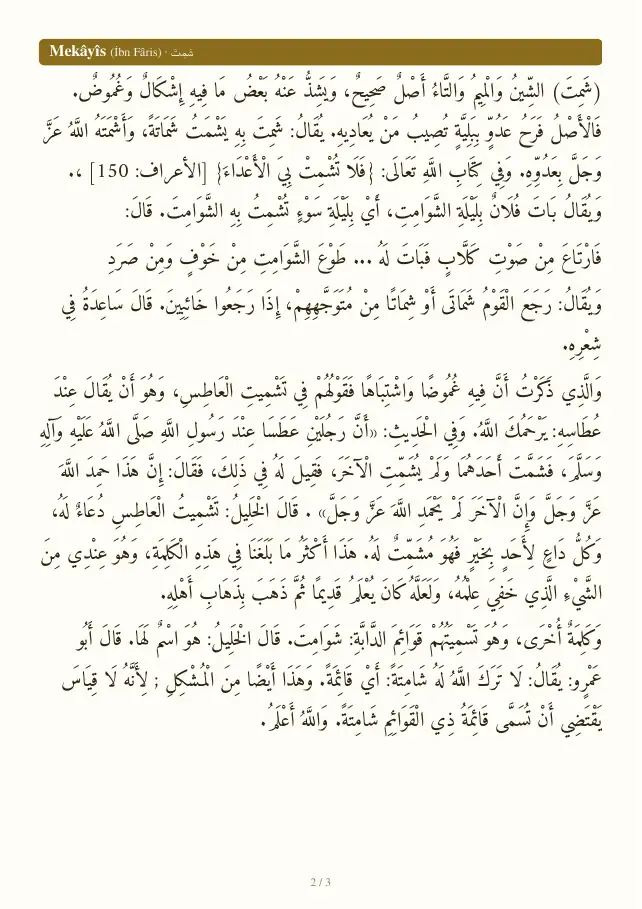 Mekâyîs (İbn Fâris) · شمت
(شَمِتَ) الشِّينُ وَالْمِيمُ وَالتَّاءُ أَصْلٌ صَحِيحٌ، وَيَشِذُّ عَنْهُ بَعْضُ مَا فِيهِ إِشْكَالٌ وَغُمُوضٌ.
فَالْأَصْلُ فَرَحُ عَدُوٍّ بِبَلِيَّةٍ تُصِيبُ مَنْ يُعَادِيهِ. يُقَالُ: شَمِتَ بِهِ يَشْمَتُ شَمَاتَةً، وَأَشْمَتَهُ اللَّهُ عَزَّ
وَجَلَّ بِعَدُوِّهِ. وَفِي كِتَابِ اللَّهِ تَعَالَى: {فَلَا تُشْمِتْ بِيَ الْأَعْدَاءَ} [الأعراف: 150] ،.
وَيُقَالُ بَاتَ فُلَانٌ بِلَيْلَةِ الشَّوَامِتِ، أَيْ بِلَيْلَةِ سَوْءٍ تُشْمِتُ بِهِ الشَّوَامِتَ. قَالَ:
فَارْتَاعَ مِنْ صَوْتِ كَلَّابٍ فَبَاتَ لَهُ ... طَوْعَ الشَّوَامِتِ مِنْ خَوْفٍ وَمِنْ صَرَدِ
وَيُقَالُ: رَجَعَ الْقَوْمُ شَمَاتَى أَوْ شِمَاتًا مِنْ مُتَوَجَّهِهِمْ، إِذَا رَجَعُوا خَائِبِينَ. قَالَ سَاعِدَةُ فِي
شِعْرِهِ.
وَالَّذِي ذَكَرْتُ أَنَّ فِيهِ غُمُوضًا وَاشْتِبَاهًا فَقَوْلُهُمْ فِي تَشْمِيتِ الْعَاطِسِ، وَهُوَ أَنْ يُقَالَ عِنْدَ
عُطَاسِهِ: يَرْحَمُكَ اللَّهُ. وَفِي الْحَدِيثِ: «أَنَّ رَجُلَيْنِ عَطَسَا عِنْدَ رَسُولِ اللَّهِ صَلَّى اللَّهُ عَلَيْهِ وَآلِهِ
وَسَلَّمَ، فَشَمَّتَ أَحَدَهُمَا وَلَمْ يُشَمِّتِ الْآخَرَ، فَقِيلَ لَهُ فِي ذَلِكَ، فَقَالَ: إِنَّ هَذَا حَمِدَ اللَّهَ
عَزَّ وَجَلَّ وَإِنَّ الْآخَرَ لَمْ يَحْمَدِ اللَّهَ عَزَّ وَجَلَّ» . قَالَ الْخَلِيلُ: تَشْمِيتُ الْعَاطِسِ دُعَاءٌ لَهُ،
وَكُلُّ دَاعٍ لِأَحَدٍ بِخَيْرٍ فَهُوَ مُشَمِّتٌ لَهُ. هَذَا أَكْثَرُ مَا بَلَغَنَا فِي هَذِهِ الْكَلِمَةِ، وَهُوَ عِنْدِي مِنَ
الشَّيْءِ الَّذِي خَفِيَ عِلْمُهُ، وَلَعَلَّهُ كَانَ يُعْلَمُ قَدِيمًا ثُمَّ ذَهَبَ بِذَهَابِ أَهْلِهِ.
وَكَلِمَةٌ أُخْرَى، وَهُوَ تَسْمِيَتُهُمْ قَوَائِمَ الدَّابَّةِ: شَوَامِتَ. قَالَ الْخَلِيلُ: هُوَ اسْمٌ لَهَا. قَالَ أَبُو
عَمْرٍو: يُقَالُ: لَا تَرَكَ اللَّهُ لَهُ شَامِتَةً: أَيْ قَائِمَةً. وَهَذَا أَيْضًا مِنَ الْمُشْكِلِ ; لِأَنَّهُ لَا قِيَاسَ
يَقْتَضِي أَنْ تُسَمَّى قَائِمَةُ ذِي الْقَوَائِمِ شَامِتَةً. وَاللَّهُ أَعْلَمُ.
2 / 3